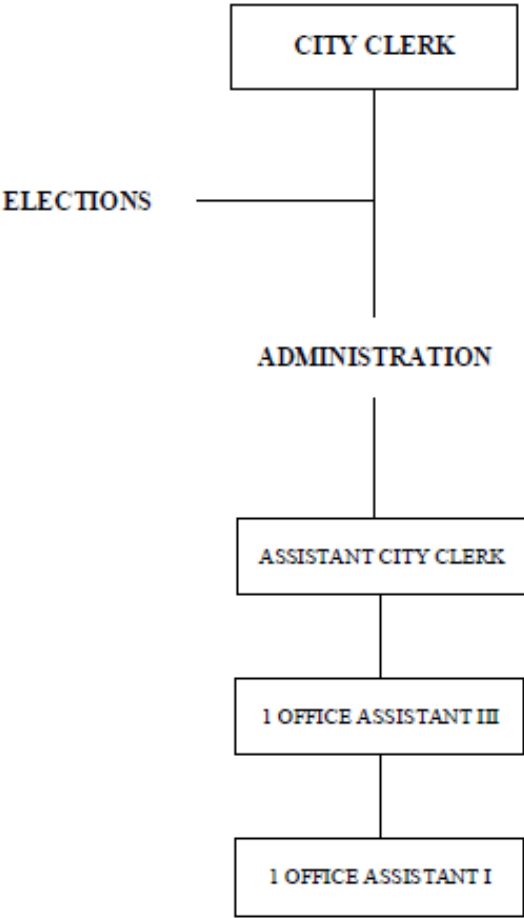 CITY CLERK
ELECTIONS
ADMINISTRATION
ASSISTANT CITY CLERK
1 OFFICE ASSISTANT III
1 OFFICE ASSISTANT I